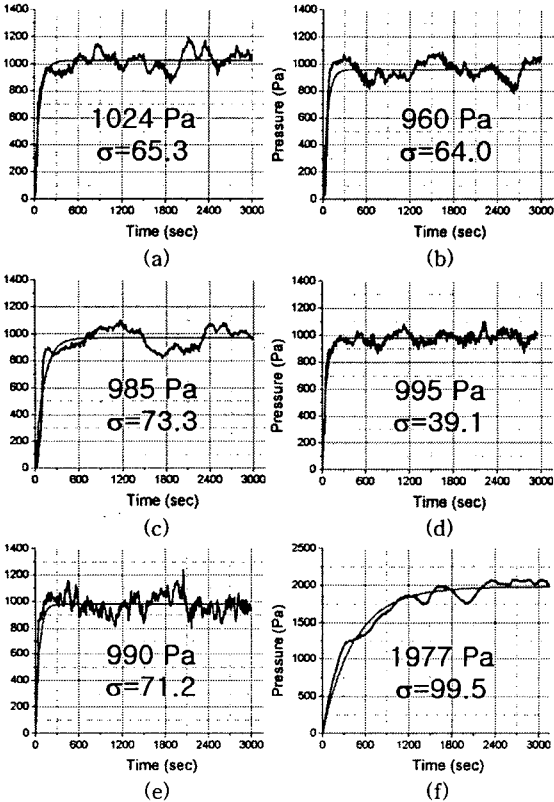 1400
1200
1000
800
600
400
200
0
1024 Pa
σ=65.3
0 600 1200 1800 2400 3000
Time (sec)
(a)
Pressure (Pa)
1400
1200
1000
800
600
400
200
0
960 Pa
σ=64.0
0 600 1200 1800 2400 3000
Time (sec)
(b)
1400
1200
1000
800
600
400
200
0
985 Pa
σ=73.3
0 600 1200 1800 2400 3000
Time (sec)
(c)
Pressure (Pa)
1400
1200
1000
800
600
400
200
0
995 Pa
σ=39.1
0 600 1200 1800 2400 3000
Time (sec)
(d)
1400
1200
1000
800
600
400
200
0
990 Pa
σ=71.2
0 600 1200 1800 2400 3000
Time (sec)
(e)
Pressure (Pa)
2500
2000
1500
1000
500
0
1977 Pa
σ=99.5
0 600 1200 1800 2400 3000
Time (sec)
(f)